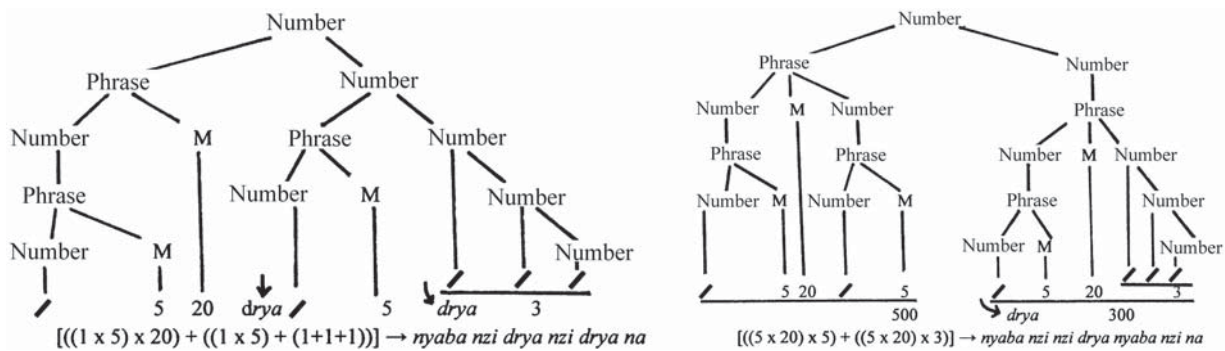 Number
Phrase Number
Number M Phrase Number
Phrase Number M Number
Number M Number
5 20 drya 5 drya 3
[((1 x 5) x 20) + ((1 x 5) + (1+1+1))] → nyaba nzi drya nzi drya na
Number
Phrase Number
Number M Number Phrase
Phrase Phrase Number M Number
Number M Number M Phrase Number
Number M Number
5 20 5 5 20 3
500 drya 300
[((5 x 20) x 5) + ((5 x 20) x 3)] → nyaba nzi nzi drya nyaba nzi na